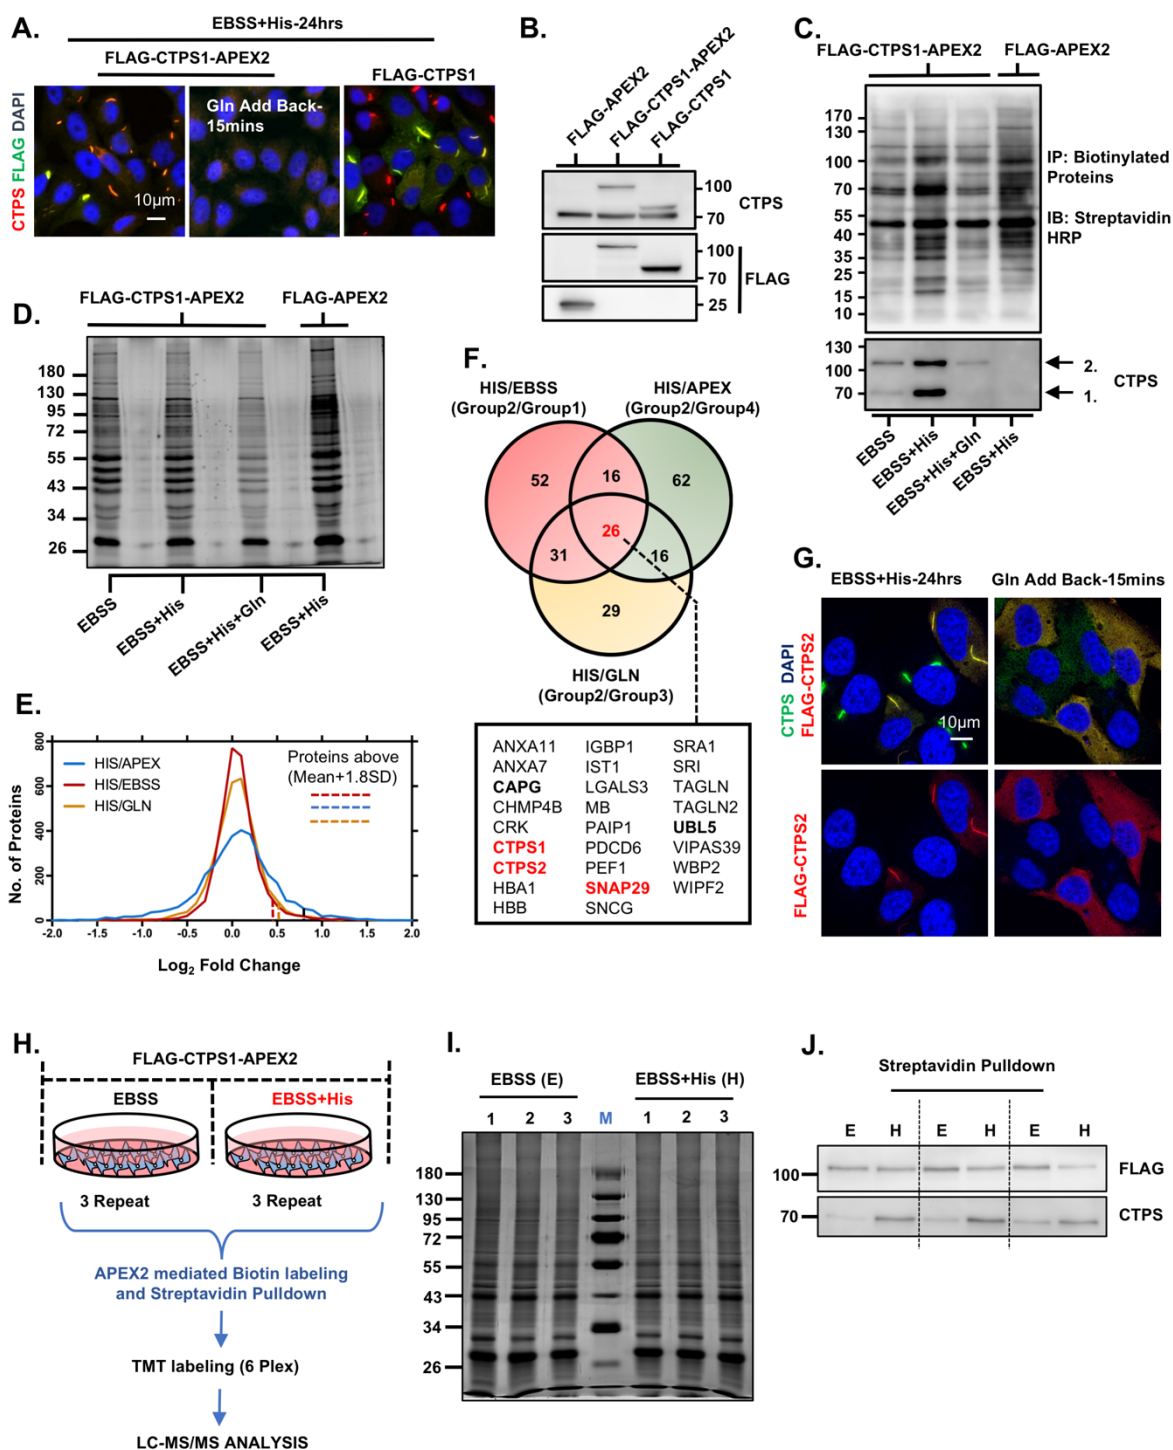 A.
EBSS+His-24hrs
FLAG-CTPS1-APEX2
FLAG-CTPS1
CTPS FLAG DAPI
Gln Add Back-
15mins
10µm
B.
FLAG-APEX2
FLAG-CTPS1-APEX2
FLAG-CTPS1
100
70
CTPS
100
70
25
FLAG
C.
FLAG-CTPS1-APEX2
FLAG-APEX2
170
130
100
70
55
40
35
25
15
10
IP: Biotinylated
Proteins
IB: Streptavidin
HRP
130
100
70
2.
1.
CTPS
EBSS
EBSS+His
EBSS+His+Gln
EBSS+His
D.
FLAG-CTPS1-APEX2
FLAG-APEX2
180
130
95
72
55
43
34
26
EBSS
EBSS+His
EBSS+His+Gln
EBSS+His
E.
No. of Proteins
800
600
400
200
0
HIS/APEX
HIS/EBSS
HIS/GLN
Proteins above
(Mean+1.8SD)
-2.0
-1.5
-1.0
-0.5
0.0
0.5
1.0
1.5
2.0
Log2 Fold Change
F.
HIS/EBSS
(Group2/Group1)
HIS/APEX
(Group2/Group4)
52
16
62
26
31
16
29
HIS/GLN
(Group2/Group3)
ANXA11 IGBP1 SRA1
ANXA7 IST1 SRI
CAPG LGALS3 TAGLN
CHMP4B MB TAGLN2
CRK PAIP1 UBL5
CTPS1 PDCD6 VIPAS39
CTPS2 PEF1 WBP2
HBA1 SNAP29 WIPF2
HBB SNCG
G.
EBSS+His-24hrs
Gln Add Back-15mins
CTPS DAPI
FLAG-CTPS2
10µm
FLAG-CTPS2
H.
FLAG-CTPS1-APEX2
EBSS
EBSS+His
3 Repeat
3 Repeat
APEX2 mediated Biotin labeling
and Streptavidin Pulldown
TMT labeling (6 Plex)
LC-MS/MS ANALYSIS
I.
EBSS (E)
EBSS+His (H)
1 2 3 M 1 2 3
180
130
95
72
55
43
34
26
J.
Streptavidin Pulldown
E H E H E H
100
FLAG
70
CTPS